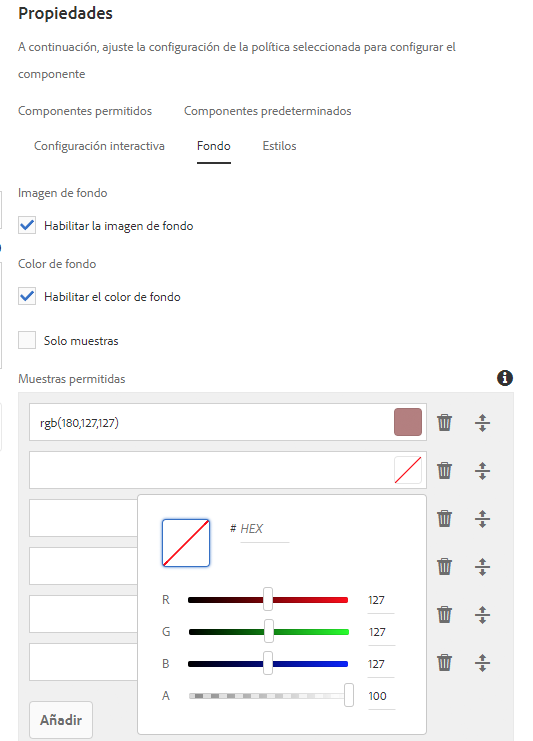 Propiedades
A continuación, ajuste la configuración de la política seleccionada para configurar el
componente
Componentes permitidos Componentes predeterminados
Configuración interactiva Fondo Estilos
Imagen de fondo
Habilitar la imagen de fondo
Color de fondo
Habilitar el color de fondo
Solo muestras
Muestras permitidas
rgb(180,127,127)
# HEX
R 127
G 127
B 127
A 100
Añadir